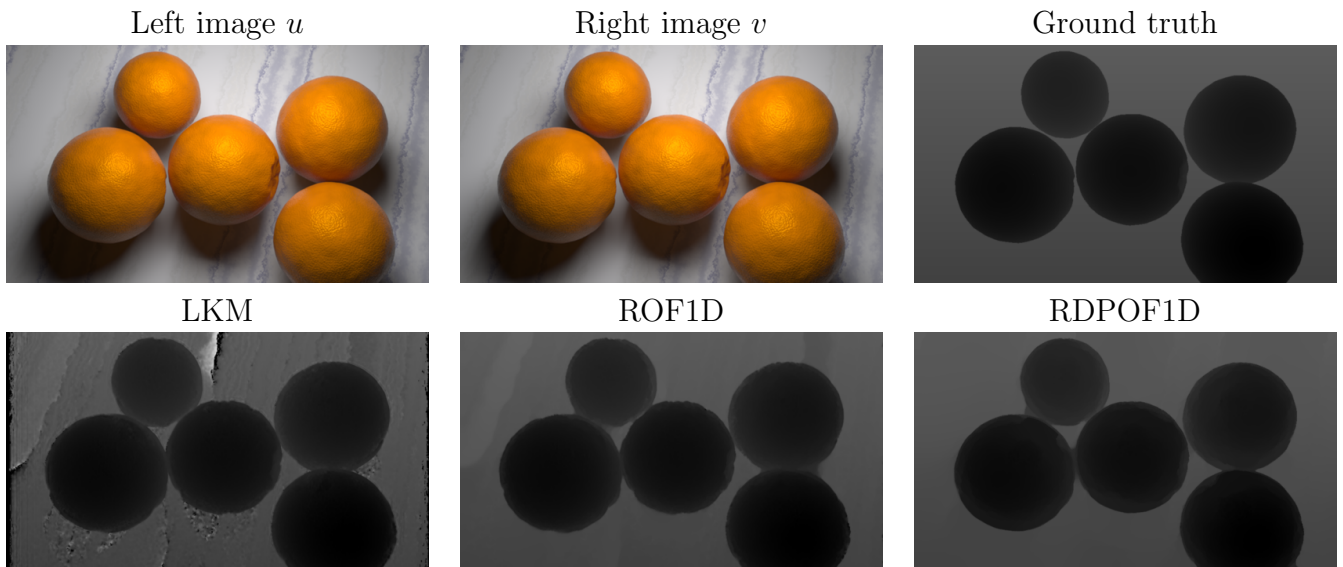 Left image u
Right image v
Ground truth
LKM
ROF1D
RDPOF1D